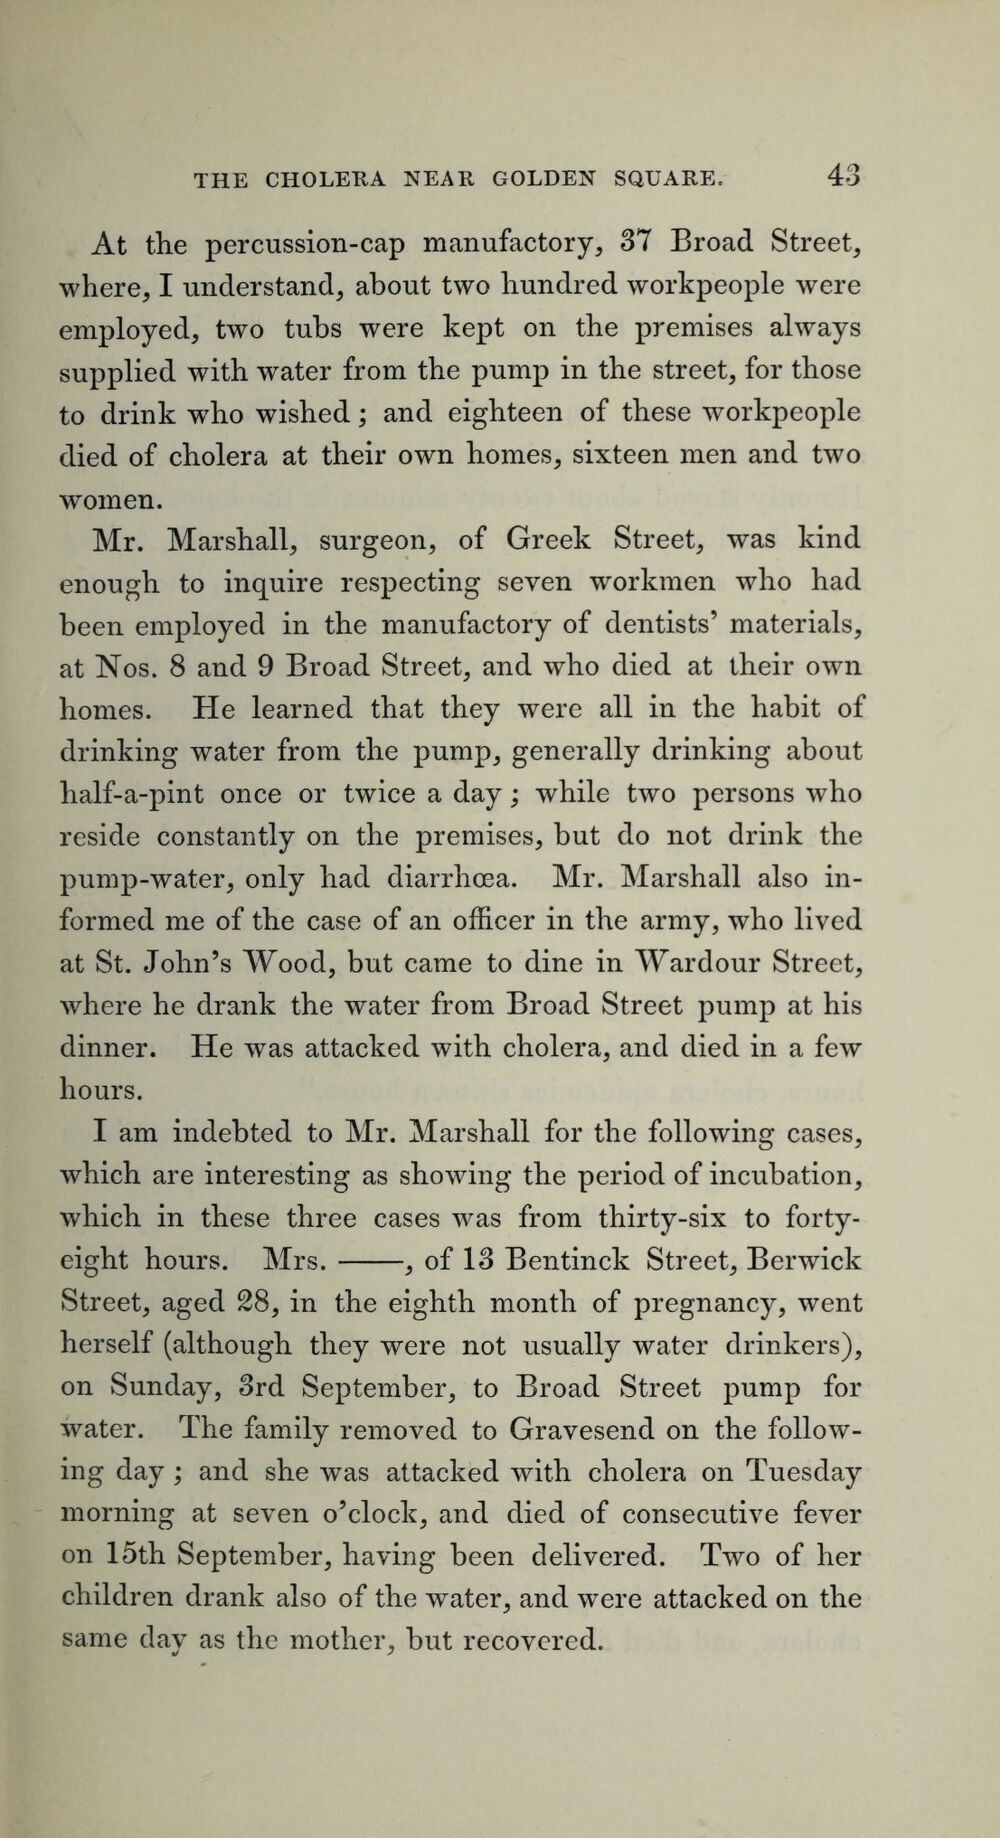 THE CHOLERA NEAR GOLDEN SQUARE. 43
At the percussion-cap manufactory, 37 Broad Street,
where, I understand, about two hundred workpeople were
employed, two tubs were kept on the premises always
supplied with water from the pump in the street, for those
to drink who wished; and eighteen of these workpeople
died of cholera at their own homes, sixteen men and two
women.
Mr. Marshall, surgeon, of Greek Street, was kind
enough to inquire respecting seven workmen who had
been employed in the manufactory of dentists’ materials,
at Nos. 8 and 9 Broad Street, and who died at their own
homes. He learned that they were all in the habit of
drinking water from the pump, generally drinking about
half-a-pint once or twice a day; while two persons who
reside constantly on the premises, but do not drink the
pump-water, only had diarrhœa. Mr. Marshall also in-
formed me of the case of an officer in the army, who lived
at St. John’s Wood, but came to dine in Wardour Street,
where he drank the water from Broad Street pump at his
dinner. He was attacked with cholera, and died in a few
hours.
I am indebted to Mr. Marshall for the following cases,
which are interesting as showing the period of incubation,
which in these three cases was from thirty-six to forty-
eight hours. Mrs. ——, of 13 Bentinck Street, Berwick
Street, aged 28, in the eighth month of pregnancy, went
herself (although they were not usually water drinkers),
on Sunday, 3rd September, to Broad Street pump for
water. The family removed to Gravesend on the follow-
ing day; and she was attacked with cholera on Tuesday
morning at seven o’clock, and died of consecutive fever
on 15th September, having been delivered. Two of her
children drank also of the water, and were attacked on the
same day as the mother, but recovered.